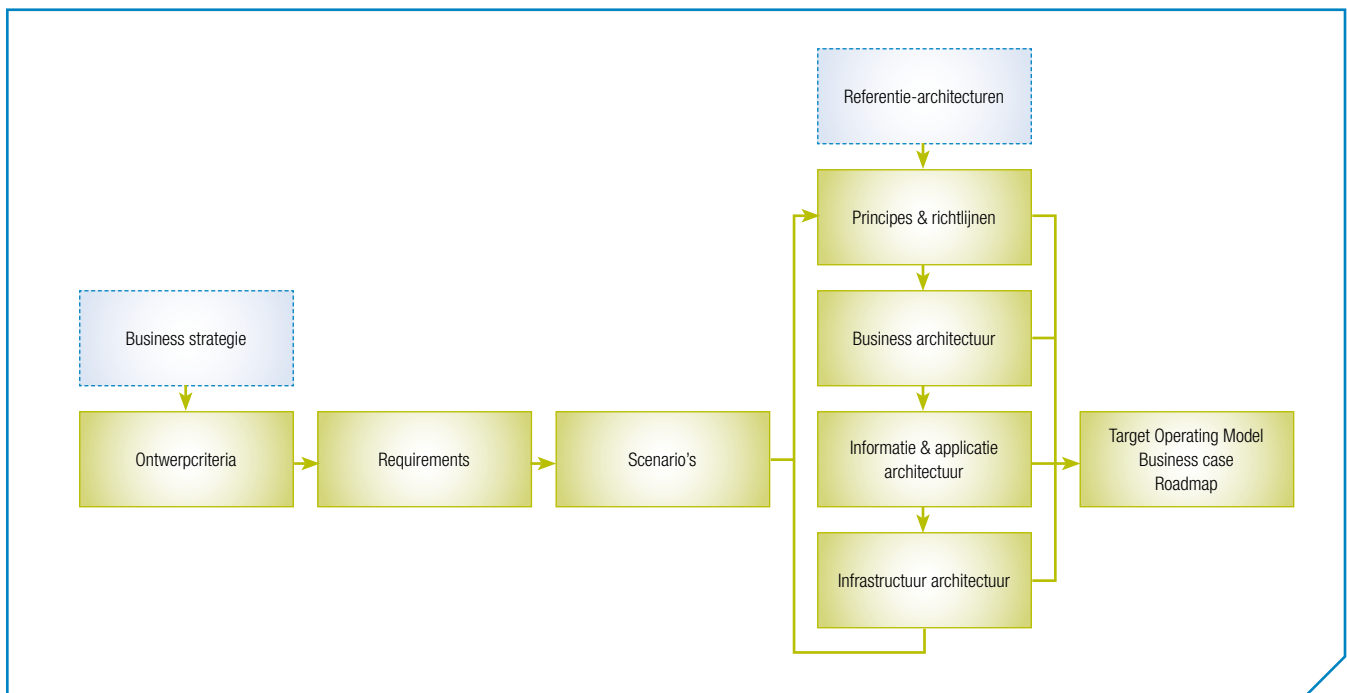 Referentie-architecturen
Principes & richtlijnen
Business strategie
Business architectuur
Ontwerpcriteria
Requirements
Scenario's
Informatie & applicatie
architectuur
Target Operating Model
Business case
Roadmap
Infrastructuur architectuur